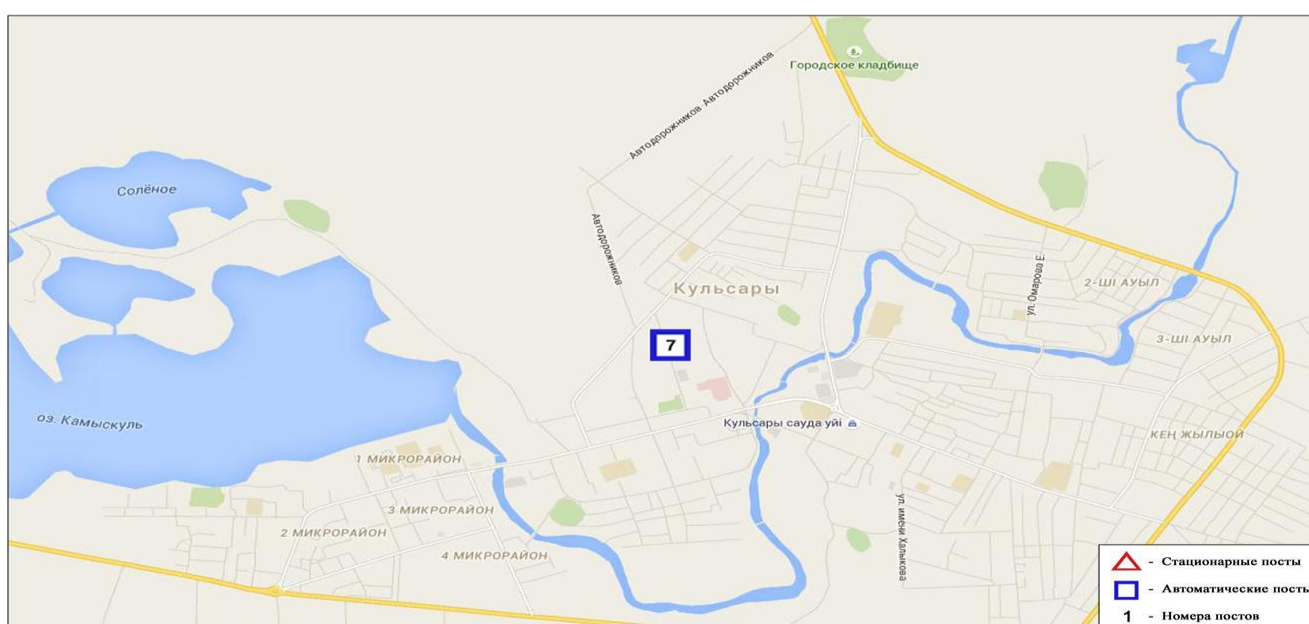 Городское кладбище
Автодорожников Автодорожников
Солёное
Автодорожников
ул. Омарова Е.
2-ШІ АУЫЛ
Кульсары
3-ШІ АУЫЛ
7
оз. Камыскуль
Кульсары сауда уйі
КЕҢ ЖЫЛЫОЙ
1 МИКРОРАЙОН
3 МИКРОРАЙОН
2 МИКРОРАЙОН
4 МИКРОРАЙОН
ул. имени Халыкова
- Стационарные посты
- Автоматические посты
1 - Номера постов